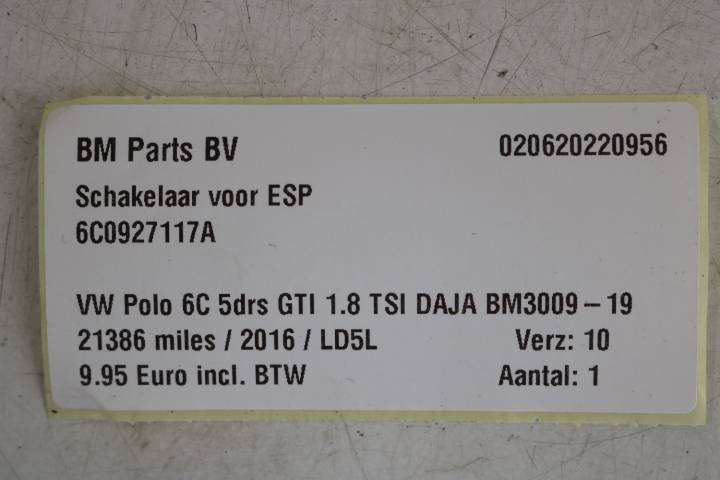 BM Parts BV 020620220956
Schakelaar voor ESP
6C0927117A
VW Polo 6C 5drs GTI 1.8 TSI DAJA BM3009 – 19
21386 miles / 2016 / LD5L Verz: 10
9.95 Euro incl. BTW Aantal: 1